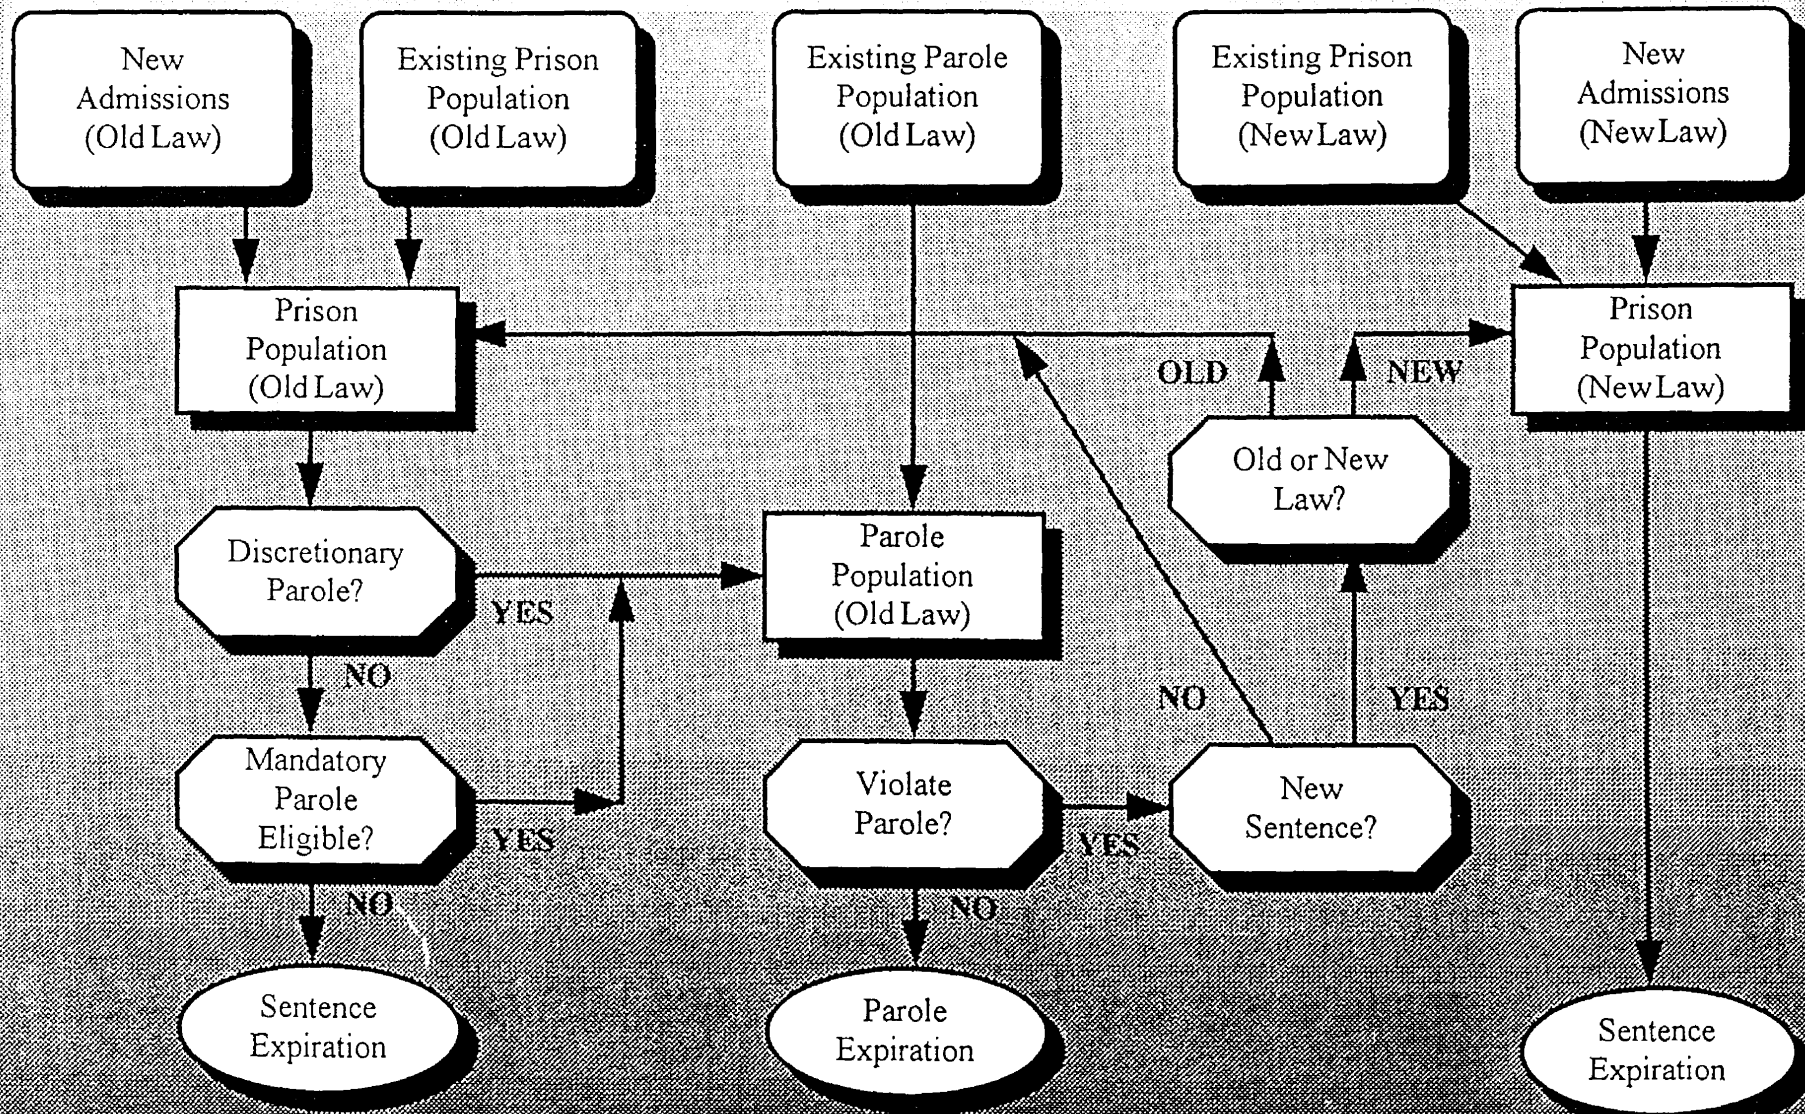 New
Admissions
(Old Law)
Existing Prison
Population
(Old Law)
Existing Parole
Population
(Old Law)
Existing Prison
Population
(New Law)
New
Admissions
(New Law)
Prison
Population
(Old Law)
OLD
NEW
Prison
Population
(New Law)
Old or New
Law?
Discretionary
Parole?
YES
Parole
Population
(Old Law)
NO
NO
YES
Mandatory
Parole
Eligible?
YES
Violate
Parole?
YES
New
Sentence?
NO
NO
Sentence
Expiration
Parole
Expiration
Sentence
Expiration